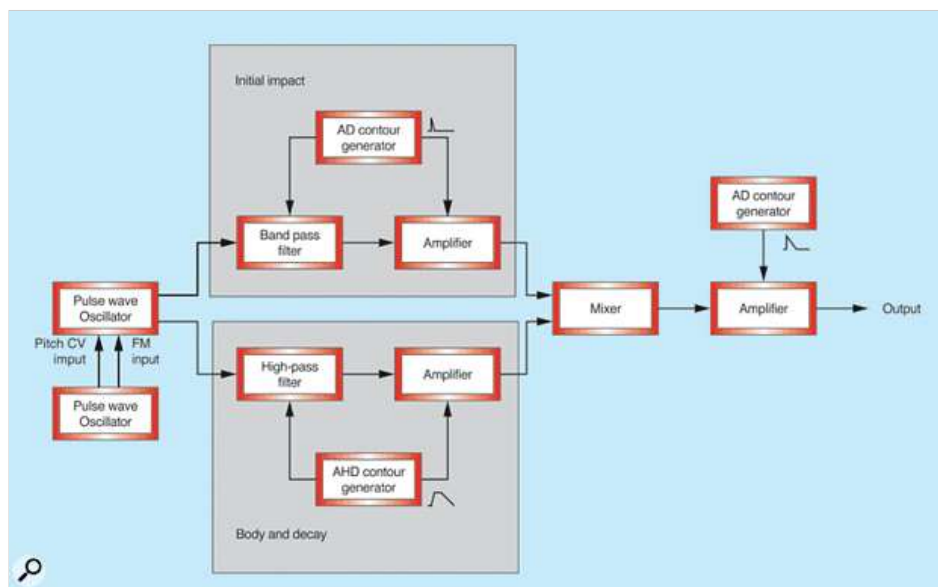 Initial impact
AD contour
generator
AD contour
generator
Band pass
filter
Amplifier
Pulse wave
Oscillator
Mixer
Amplifier
Output
Pitch CV
imput
FM
input
High-pass
filter
Amplifier
Pulse wave
Oscillator
AHD contour
generator
Body and decay